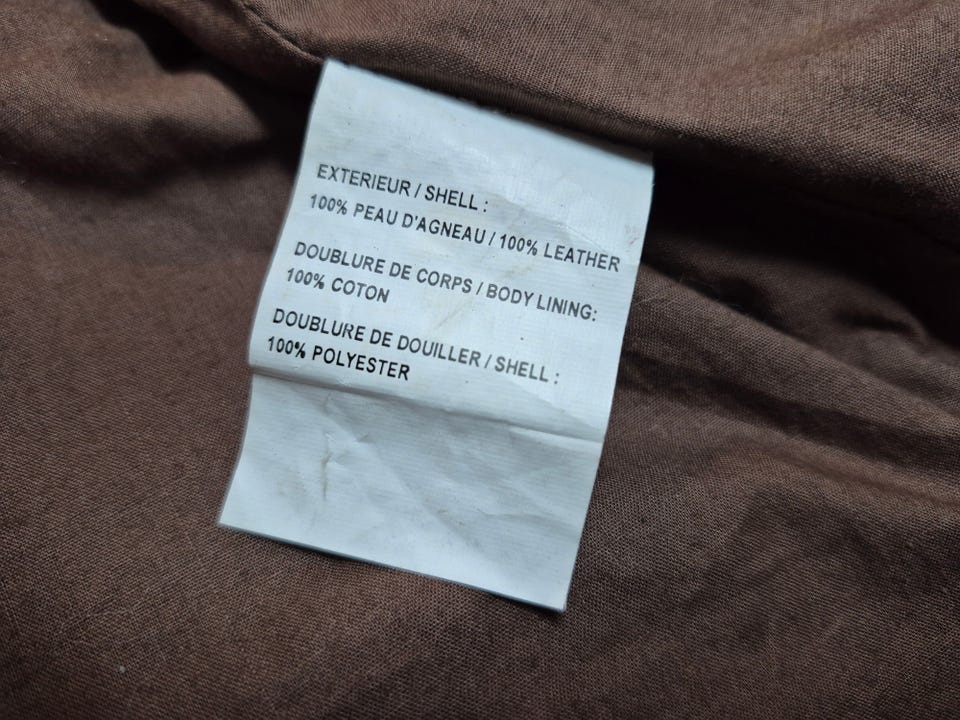 EXTERIEUR / SHELL :
100% PEAU D'AGNEAU / 100% LEATHER
DOUBLURE DE CORPS / BODY LINING:
100% COTON
DOUBLURE DE DOUILLER / SHELL :
100% POLYESTER